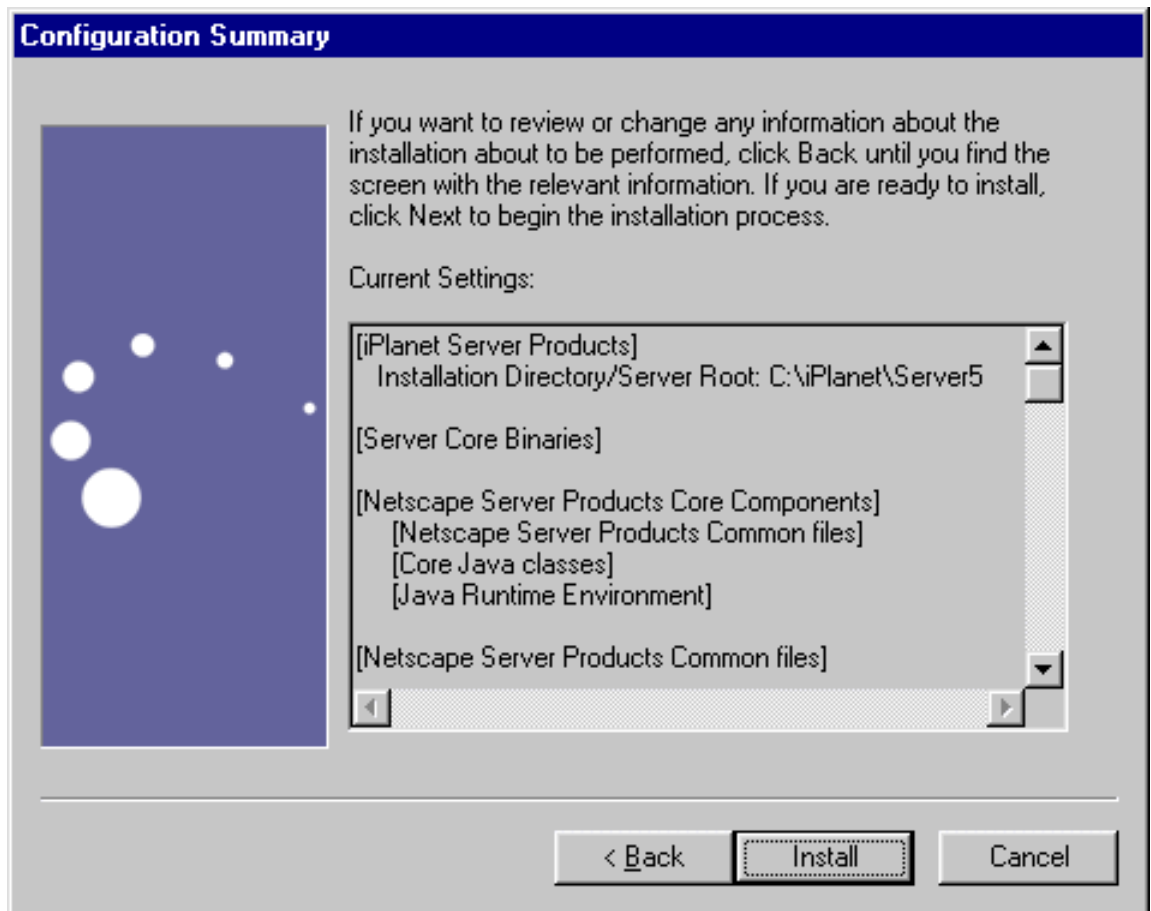 Configuration Summary
If you want to review or change any information about the
installation about to be performed, click Back until you find the
screen with the relevant information. If you are ready to install,
click Next to begin the installation process.
Current Settings:
[iPlanet Server Products]
Installation Directory/Server Root: C:\iPlanet\Server5
[Server Core Binaries]
[Netscape Server Products Core Components]
[Netscape Server Products Common files]
[Core Java classes]
[Java Runtime Environment]
[Netscape Server Products Common files]
< Back
Install
Cancel